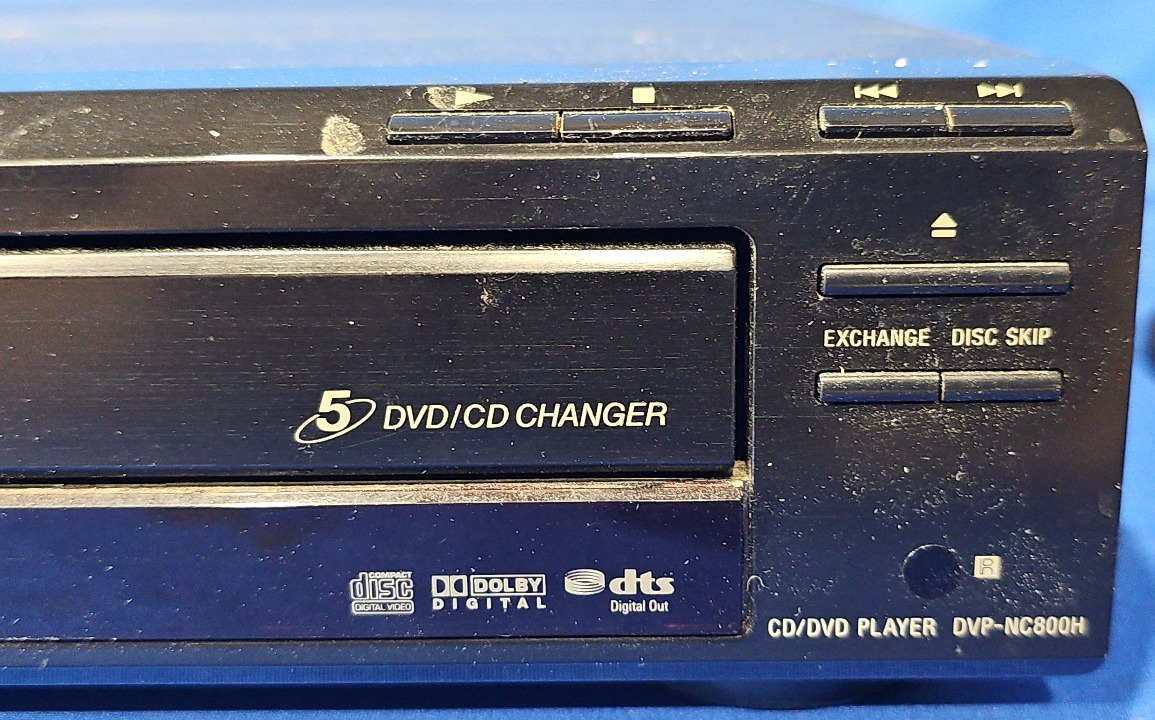 EXCHANGE DISC SKIP
5 DVD/CD CHANGER
COMPACT
disc
DIGITAL VIDEO
DOLBY
DIGITAL
dts
Digital Out
R
CD/DVD PLAYER DVP-NC800H